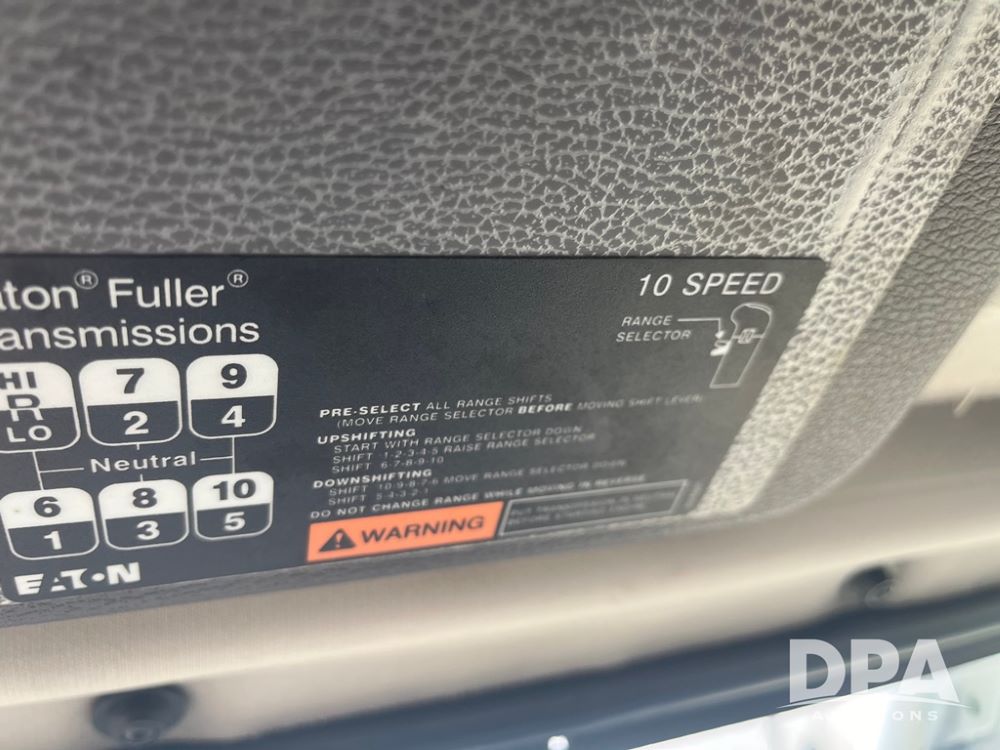 aton® Fuller®
ansmissions
10 SPEED
RANGE
SELECTOR
HI 7 9
R
LO 2 4
Neutral
6 8 10
1 3 5
EATON
PRE-SELECT ALL RANGE SHIFTS
(MOVE RANGE SELECTOR BEFORE MOVING SHIFT LEVER)
UPSHIFTING
START WITH RANGE SELECTOR DOWN
SHIFT 1-2-3-4-5 RAISE RANGE SELECTOR
SHIFT 6-7-8-9-10
DOWNSHIFTING
SHIFT 10-9-8-7-6 MOVE RANGE SELECTOR DOWN
SHIFT 5-4-3-2-1
DO NOT CHANGE RANGE WHILE MOVING IN REVERSE
WARNING
DPA
AUCTIONS